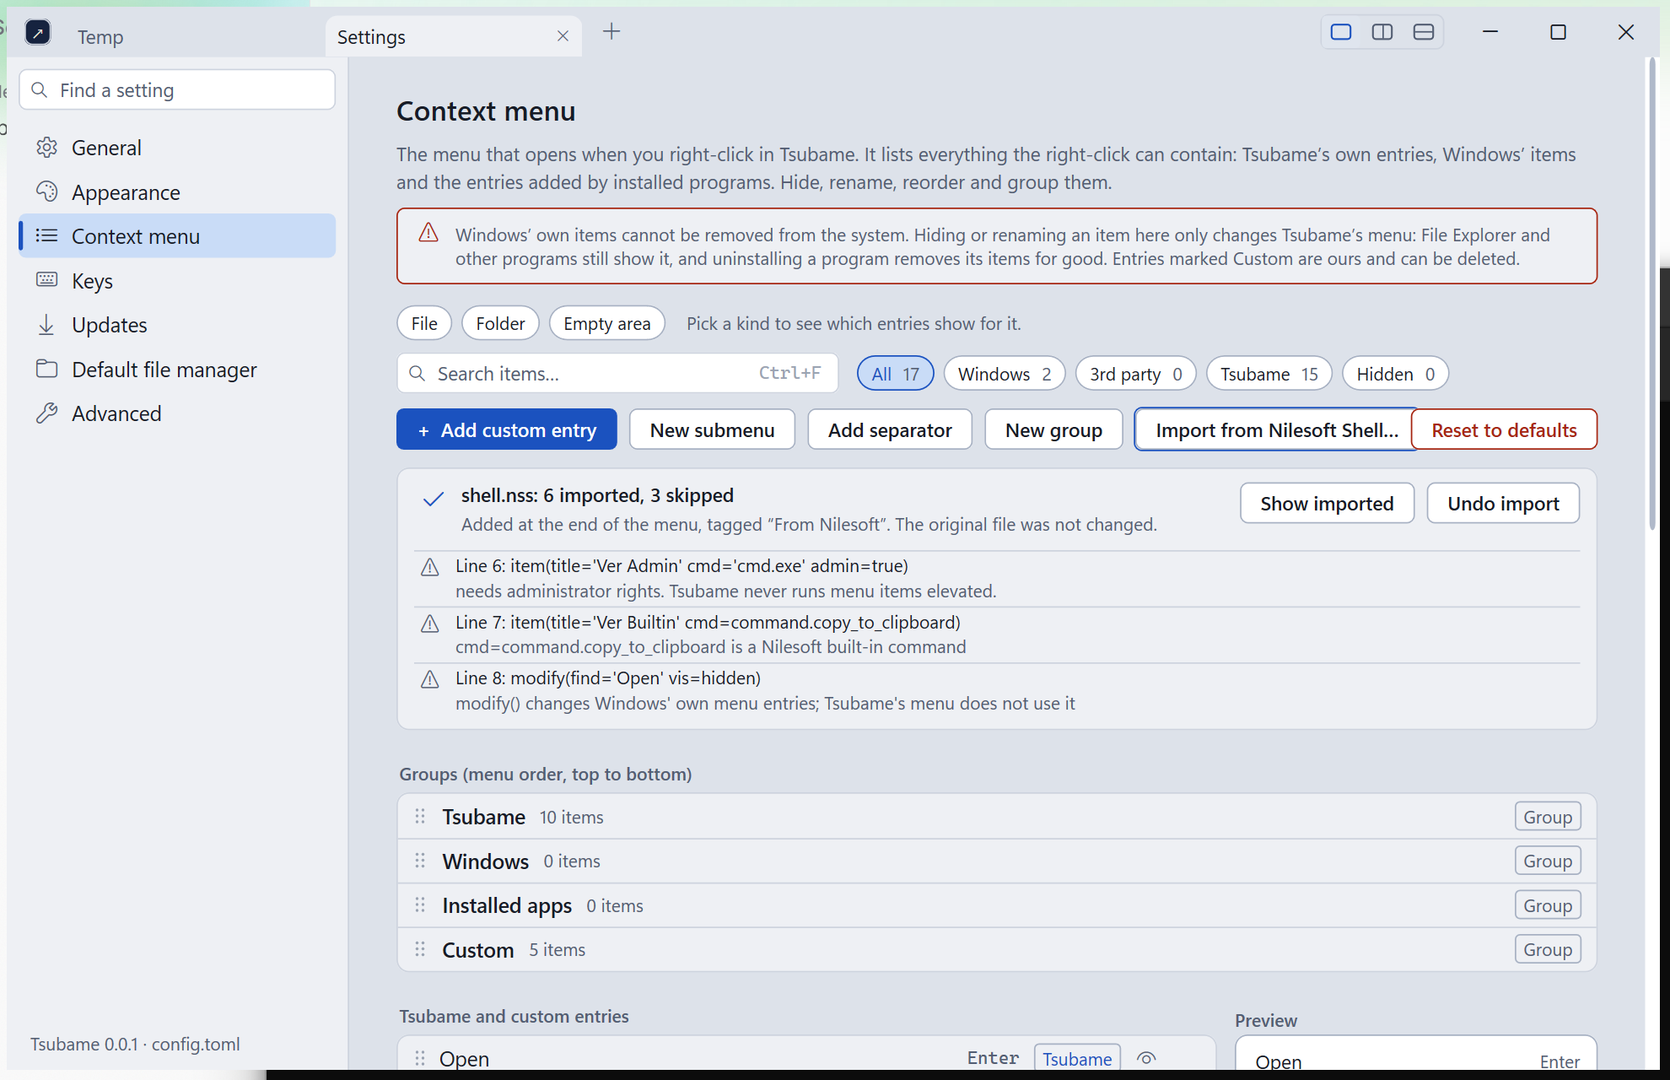 Temp
Settings
Find a setting
General
Appearance
Context menu
Keys
Updates
Default file manager
Advanced
Tsubame 0.0.1 · config.toml
Context menu
The menu that opens when you right-click in Tsubame. It lists everything the right-click can contain: Tsubame’s own entries, Windows’ items
and the entries added by installed programs. Hide, rename, reorder and group them.
Windows’ own items cannot be removed from the system. Hiding or renaming an item here only changes Tsubame’s menu: File Explorer and
other programs still show it, and uninstalling a program removes its items for good. Entries marked Custom are ours and can be deleted.
File Folder Empty area Pick a kind to see which entries show for it.
Search items... Ctrl+F All 17 Windows 2 3rd party 0 Tsubame 15 Hidden 0
+ Add custom entry New submenu Add separator New group Import from Nilesoft Shell... Reset to defaults
shell.nss: 6 imported, 3 skipped
Added at the end of the menu, tagged “From Nilesoft”. The original file was not changed.
Show imported Undo import
Line 6: item(title='Ver Admin' cmd='cmd.exe' admin=true)
needs administrator rights. Tsubame never runs menu items elevated.
Line 7: item(title='Ver Builtin' cmd=command.copy_to_clipboard)
cmd=command.copy_to_clipboard is a Nilesoft built-in command
Line 8: modify(find='Open' vis=hidden)
modify() changes Windows' own menu entries; Tsubame's menu does not use it
Groups (menu order, top to bottom)
Tsubame 10 items Group
Windows 0 items Group
Installed apps 0 items Group
Custom 5 items Group
Tsubame and custom entries
Open Enter Tsubame
Preview
Open Enter